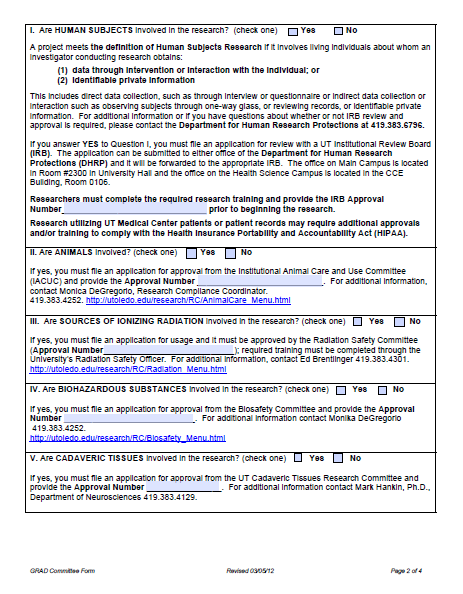 I. Are HUMAN SUBJECTS involved in the research? (check one) Yes No
A project meets the definition of Human Subjects Research if it involves living individuals about whom an
investigator conducting research obtains:
(1) data through intervention or interaction with the individual; or
(2) identifiable private information
This includes direct data collection, such as through interview or questionnaire or indirect data collection or
interaction such as observing subjects through one-way glass, or reviewing records, or identifiable private
information. For additional information or if you have questions about whether or not IRB review and
approval is required, please contact the Department for Human Research Protections at 419.383.6796.
If you answer YES to Question I, you must file an application for review with a UT Institutional Review Board
(IRB). The application can be submitted to either office of the Department for Human Research
Protections (DHRP) and it will be forwarded to the appropriate IRB. The office on Main Campus is located
in Room #2300 in University Hall and the office on the Health Science Campus is located in the CCE
Building, Room 0106.
Researchers must complete the required research training and provide the IRB Approval
Number prior to beginning the research.
Research utilizing UT Medical Center patients or patient records may require additional approvals
and/or training to comply with the Health Insurance Portability and Accountability Act (HIPAA).
II. Are ANIMALS involved? (check one) Yes No
If yes, you must file an application for approval from the Institutional Animal Care and Use Committee
(IACUC) and provide the Approval Number . For additional information,
contact Monica DeGregorio, Research Compliance Coordinator.
419.383.4252. http://utoledo.edu/research/RC/AnimalCare_Menu.html
III. Are SOURCES OF IONIZING RADIATION involved in the research? (check one) Yes No
If yes, you must file an application for usage and it must be approved by the Radiation Safety Committee
(Approval Number ); required training must be completed through the
University's Radiation Safety Officer. For additional information, contact Ed Brentlinger 419.383.4301.
http://utoledo.edu/research/RC/Radiation_Menu.html
IV. Are BIOHAZARDOUS SUBSTANCES involved in the research? (check one) Yes No
If yes, you must file an application for approval from the Biosafety Committee and provide the Approval
Number . For additional information contact Monika DeGregorio
419.383.4252.
http://utoledo.edu/research/RC/Biosafety_Menu.html
V. Are CADAVERIC TISSUES involved in the research? (check one) Yes No
If yes, you must file an application for approval from the UT Cadaveric Tissues Research Committee and
provide the Approval Number . For additional information contact Mark Hankin, Ph.D.,
Department of Neurosciences 419.383.4129.
GRAD Committee Form Revised 03/05/12 Page 2 of 4